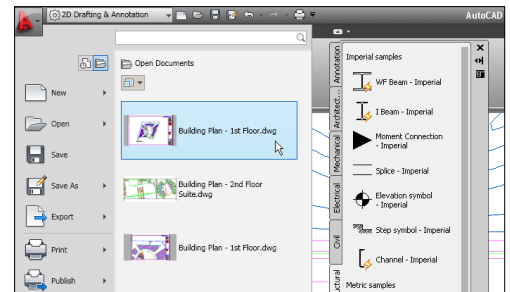 2D Drafting & Annotation
AutoCAD
Open Documents
New
Open
Save
Save As
Export
Print
Publish
Building Plan - 1st Floor.dwg
Building Plan - 2nd Floor
Suite.dwg
Building Plan - 1st Floor.dwg
Annotation
Architect...
Mechanical
Electrical
Civil
uctural
Imperial samples
WF Beam - Imperial
I Beam - Imperial
Moment Connection
- Imperial
Splice - Imperial
Elevation symbol
- Imperial
Step symbol - Imperial
Channel - Imperial
Metric samples